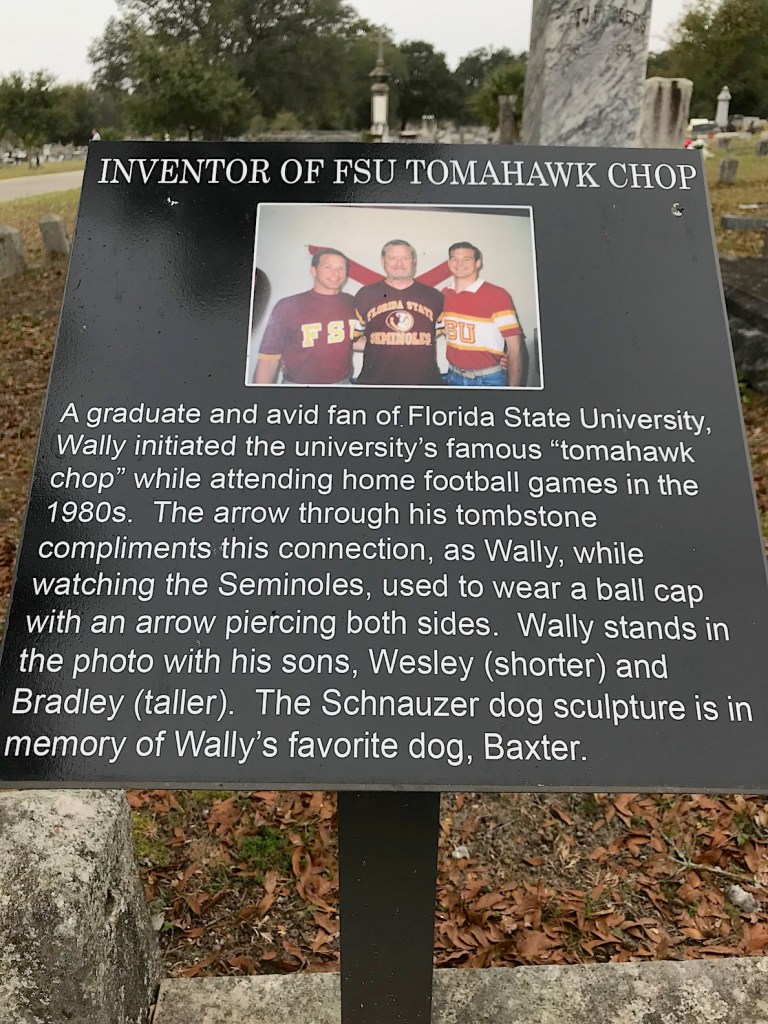 INVENTOR OF FSU TOMAHAWK CHOP
FS
FLORIDA STATE
SEMINOLES
SU
A graduate and avid fan of Florida State University,
Wally initiated the university's famous “tomahawk
chop” while attending home football games in the
1980s. The arrow through his tombstone
compliments this connection, as Wally, while
watching the Seminoles, used to wear a ball cap
with an arrow piercing both sides. Wally stands in
the photo with his sons, Wesley (shorter) and
Bradley (taller). The Schnauzer dog sculpture is in
memory of Wally's favorite dog, Baxter.